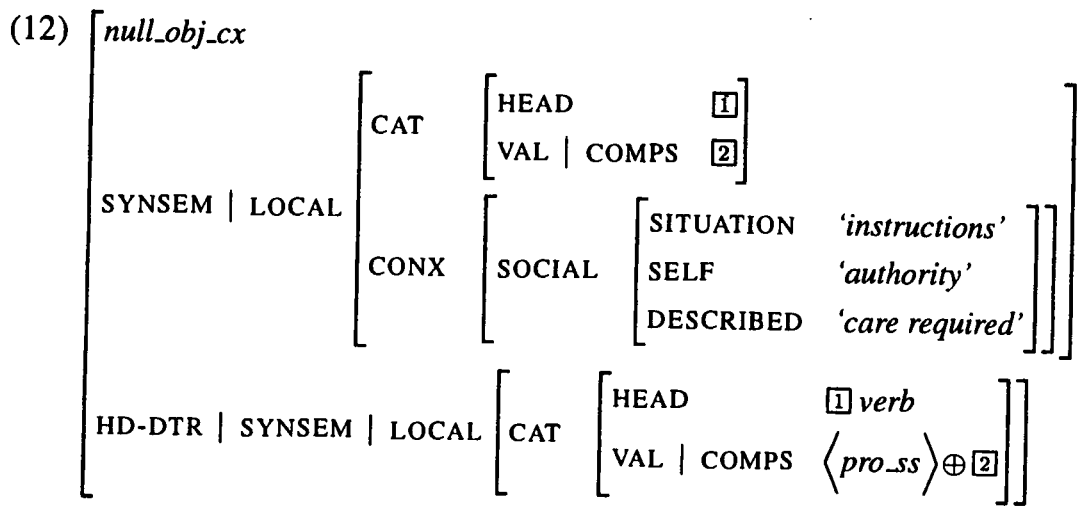 (12) null_obj_cx
HEAD 1
CAT
VAL | COMPS 2
SYNSEM | LOCAL
SITUATION ‘instructions’
CONX SOCIAL SELF ‘authority’
DESCRIBED ‘care required’
HEAD 1 verb
HD-DTR | SYNSEM | LOCAL CAT
VAL | COMPS ⟨pro_ss⟩⊕ 2